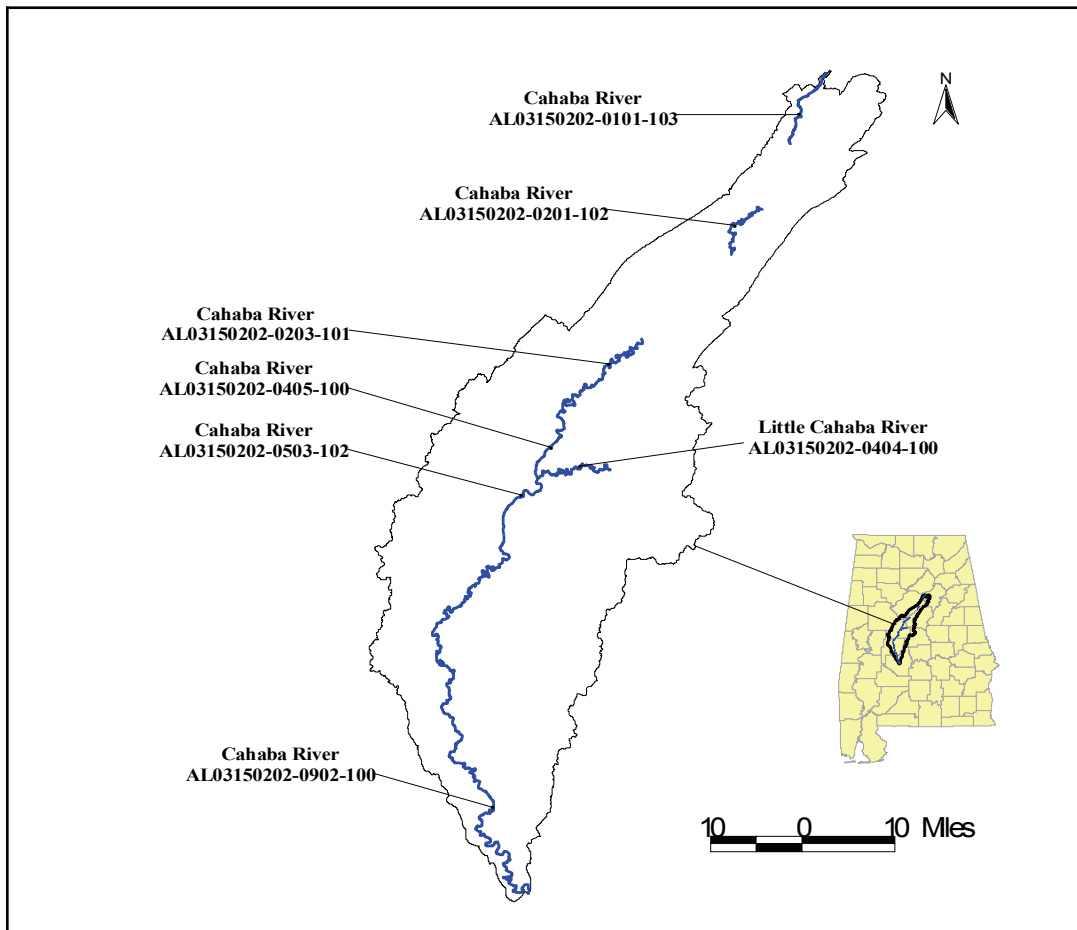 N
Cahaba River
AL03150202-0101-103
Cahaba River
AL03150202-0201-102
Cahaba River
AL03150202-0203-101
Cahaba River
AL03150202-0405-100
Cahaba River
AL03150202-0503-102
Little Cahaba River
AL03150202-0404-100
Cahaba River
AL03150202-0902-100
10 0 10 Miles